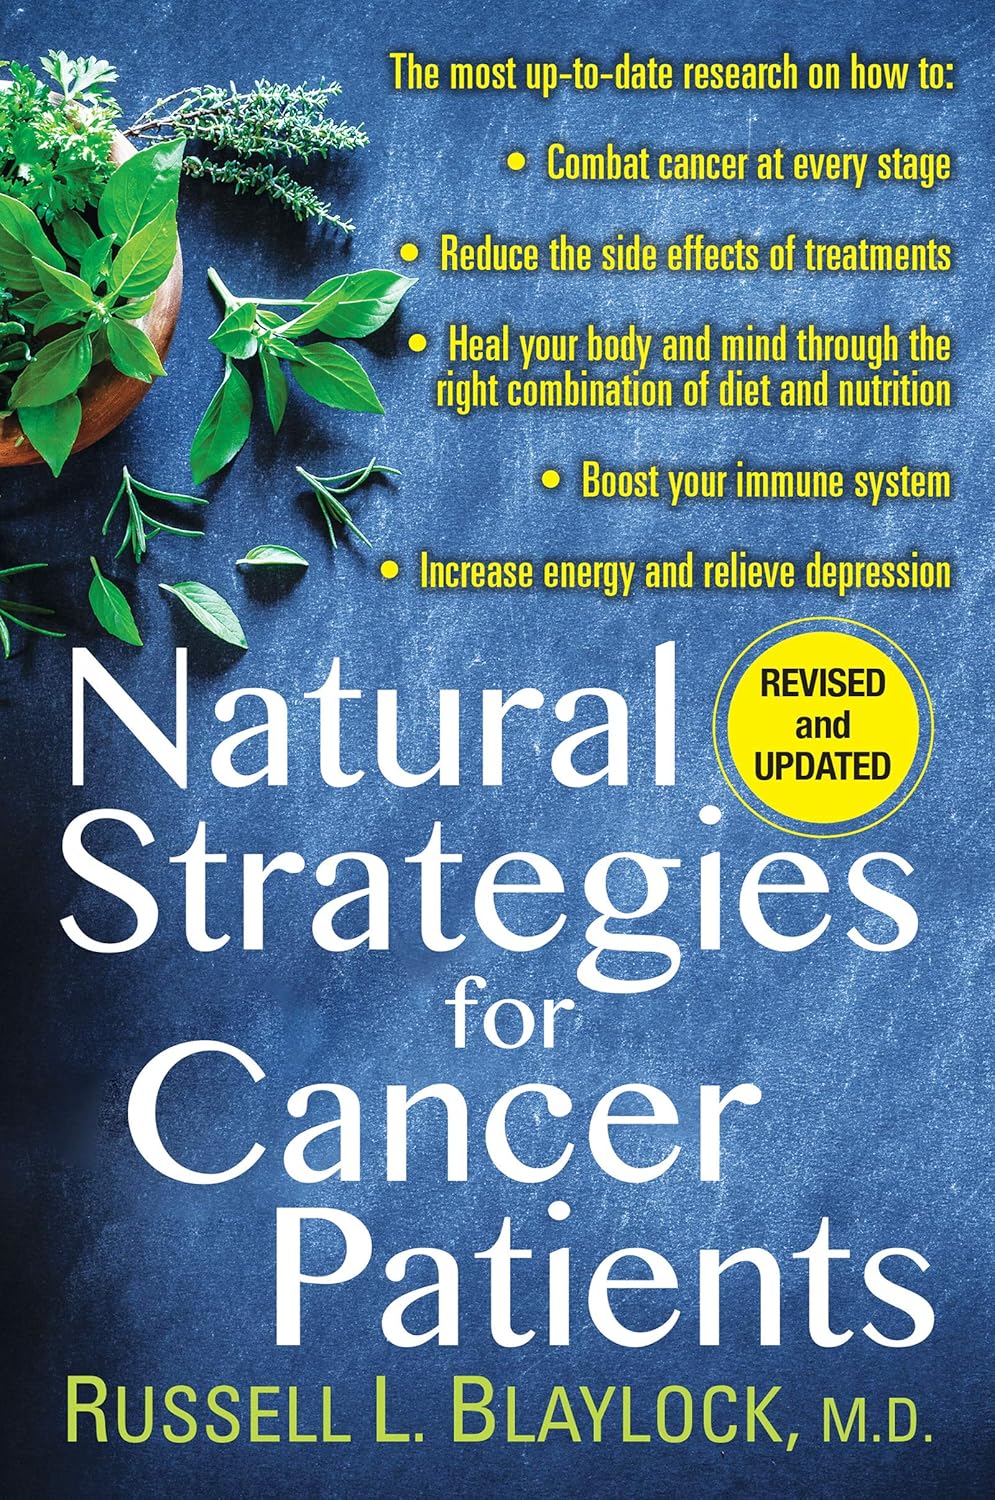 The most up-to-date research on how to:
• Combat cancer at every stage
• Reduce the side effects of treatments
• Heal your body and mind through the
right combination of diet and nutrition
• Boost your immune system
• Increase energy and relieve depression
REVISED
and
UPDATED
Natural
Strategies
for
Cancer
Patients
RUSSELL L. BLAYLOCK, M.D.